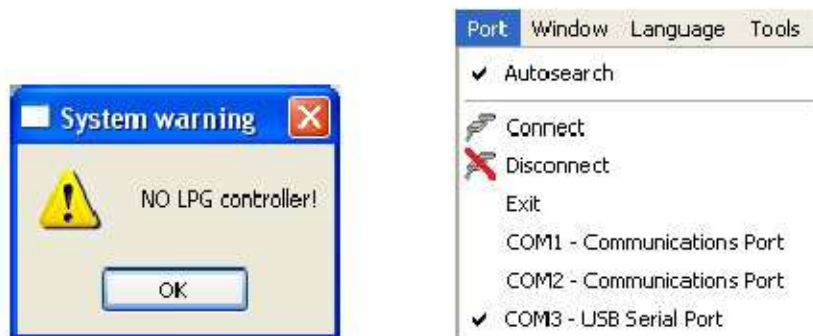 System warning
NO LPG controller!
OK
Port Window Language Tools
Autosearch
Connect
Disconnect
Exit
COM1 - Communications Port
COM2 - Communications Port
COM3 - USB Serial Port